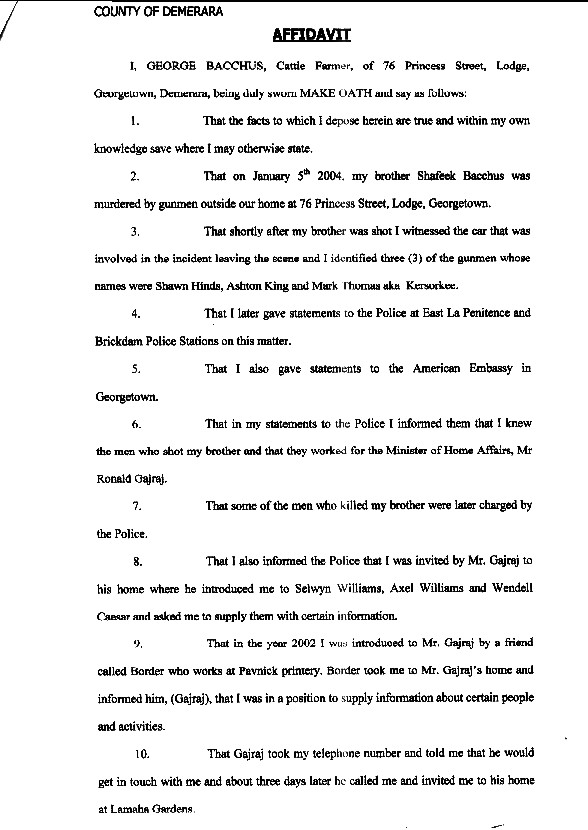 COUNTY OF DEMERARA
AFFIDAVIT
I, GEORGE BACCHUS, Cattle Farmer, of 76 Princess Street, Lodge,
Georgetown, Demerara, being duly sworn MAKE OATH and say as follows:
1. That the facts to which I depose herein are true and within my own
knowledge save where I may otherwise state.
2. That on January 5th 2004, my brother Shafeek Bacchus was
murdered by gunmen outside our home at 76 Princess Street, Lodge, Georgetown.
3. That shortly after my brother was shot I witnessed the car that was
involved in the incident leaving the scene and I identified three (3) of the gunmen whose
names were Shawn Hinds, Ashton King and Mark Thomas aka Kersorkee.
4. That I later gave statements to the Police at East La Penitence and
Brickdam Police Stations on this matter.
5. That I also gave statements to the American Embassy in
Georgetown.
6. That in my statements to the Police I informed them that I knew
the men who shot my brother and that they worked for the Minister of Home Affairs, Mr
Ronald Gajraj.
7. That some of the men who killed my brother were later charged by
the Police.
8. That I also informed the Police that I was invited by Mr. Gajraj to
his home where he introduced me to Selwyn Williams, Axel Williams and Wendell
Caesar and asked me to supply them with certain information.
9. That in the year 2002 I was introduced to Mr. Gajraj by a friend
called Border who works at Pavnick printery. Border took me to Mr. Gajraj's home and
informed him, (Gajraj), that I was in a position to supply information about certain people
and activities.
10. That Gajraj took my telephone number and told me that he would
get in touch with me and about three days later he called me and invited me to his home
at Lamaha Gardens.